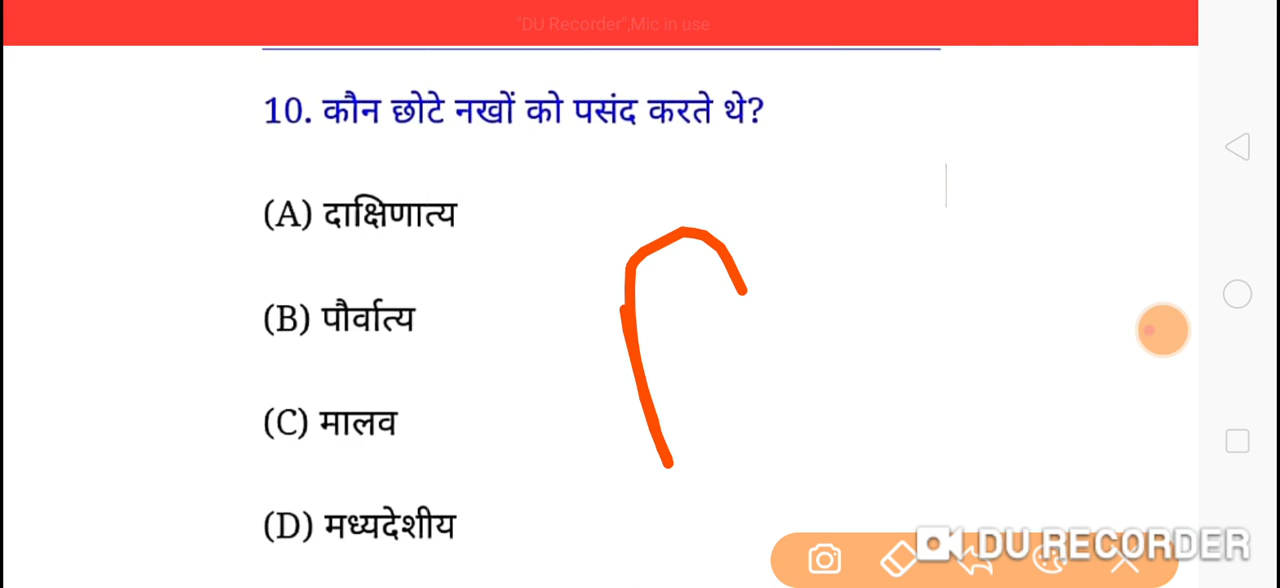 "DU Recorder",Mic in use
10. कौन छोटे नखों को पसंद करते थे?
(A) दाक्षिणात्य
(B) पौर्वात्य
(C) मालव
(D) मध्यदेशीय
DU RECORDER